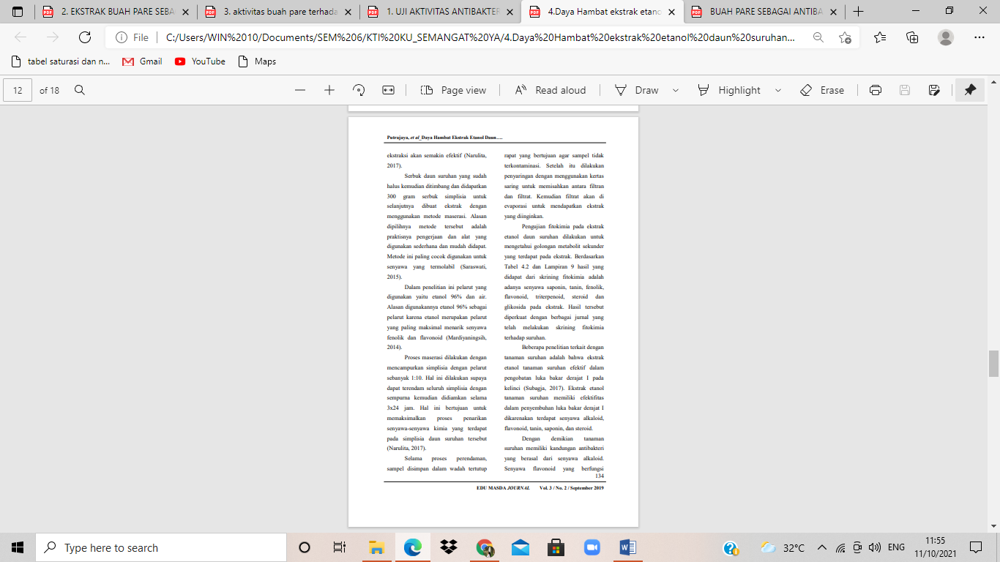 2. EKSTRAK BUAH PARE SEBA
3. aktivitas buah pare terhada
1. UJI AKTIVITAS ANTIBAKTER
4.Daya Hambat ekstrak etano
BUAH PARE SEBAGAI ANTIBA
File
C:/Users/WIN%2010/Documents/SEM%206/KTI%20KU_SEMANGAT%20YA/4.Daya%20Hambat%20ekstrak%20etanol%20daun%20suruhan...
tabel saturasi dan n...
Gmail
YouTube
Maps
12 of 18
Page view
Read aloud
Draw
Highlight
Erase
Putrajaya, et al_Daya Hambat Ekstrak Etanol Daun….
ekstraksi akan semakin efektif (Narulita,
2017).
Serbuk daun suruhan yang sudah
halus kemudian ditimbang dan didapatkan
300 gram serbuk simplisia untuk
selanjutnya dibuat ekstrak dengan
menggunakan metode maserasi. Alasan
dipilihnya metode tersebut adalah
praktisnya pengerjaan dan alat yang
digunakan sederhana dan mudah didapat.
Metode ini paling cocok digunakan untuk
senyawa yang termolabil (Saraswati,
2015).
Dalam penelitian ini pelarut yang
digunakan yaitu etanol 96% dan air.
Alasan digunakannya etanol 96% sebagai
pelarut karena etanol merupakan pelarut
yang paling maksimal menarik senyawa
fenolik dan flavonoid (Mardiyaningsih,
2014).
Proses maserasi dilakukan dengan
mencampurkan simplisia dengan pelarut
sebanyak 1:10. Hal ini dilakukan supaya
dapat terendam seluruh simplisia dengan
sempurna kemudian didiamkan selama
3x24 jam. Hal ini bertujuan untuk
memaksimalkan proses penarikan
senyawa-senyawa kimia yang terdapat
pada simplisia daun suruhan tersebut
(Narulita, 2017).
Selama proses perendaman,
sampel disimpan dalam wadah tertutup
rapat yang bertujuan agar sampel tidak
terkontaminasi. Setelah itu dilakukan
penyaringan dengan menggunakan kertas
saring untuk memisahkan antara filtran
dan filtrat. Kemudian filtrat akan di
evaporasi untuk mendapatkan ekstrak
yang diinginkan.
Pengujian fitokimia pada ekstrak
etanol daun suruhan dilakukan untuk
mengetahui golongan metabolit sekunder
yang terdapat pada ekstrak. Berdasarkan
Tabel 4.2 dan Lampiran 9 hasil yang
didapat dari skrining fitokimia adalah
adanya senyawa saponin, tanin, fenolik,
flavonoid, triterpenoid, steroid dan
glikosida pada ekstrak. Hasil tersebut
diperkuat dengan berbagai jurnal yang
telah melakukan skrining fitokimia
terhadap suruhan.
Beberapa penelitian terkait dengan
tanaman suruhan adalah bahwa ekstrak
etanol tanaman suruhan efektif dalam
pengobatan luka bakar derajat I pada
kelinci (Subagja, 2017). Ekstrak etanol
tanaman suruhan memiliki efektifitas
dalam penyembuhan luka bakar derajat I
dikarenakan terdapat senyawa alkaloid,
flavonoid, tanin, saponin, dan steroid.
Dengan demikian tanaman
suruhan memiliki kandungan antibakteri
yang berasal dari senyawa alkaloid.
Senyawa flavonoid yang berfungsi
134
EDU MASDA JOURNAL Vol. 3 / No. 2 / September 2019
Type here to search
32°C
ENG
11:55
11/10/2021